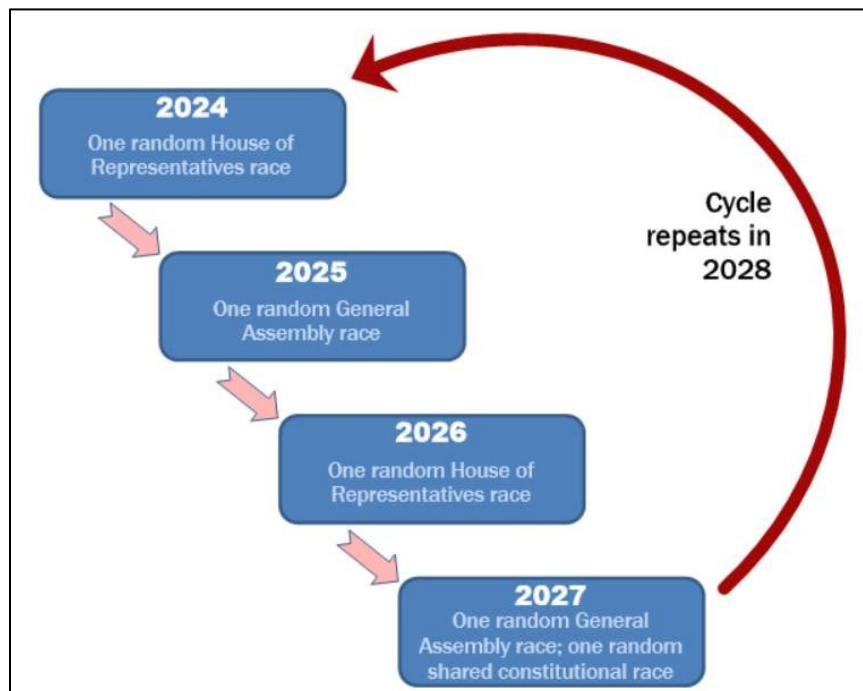 2024
One random House of
Representatives race
2025
One random General
Assembly race
2026
One random House of
Representatives race
2027
One random General
Assembly race; one random
shared constitutional race
Cycle
repeats in
2028